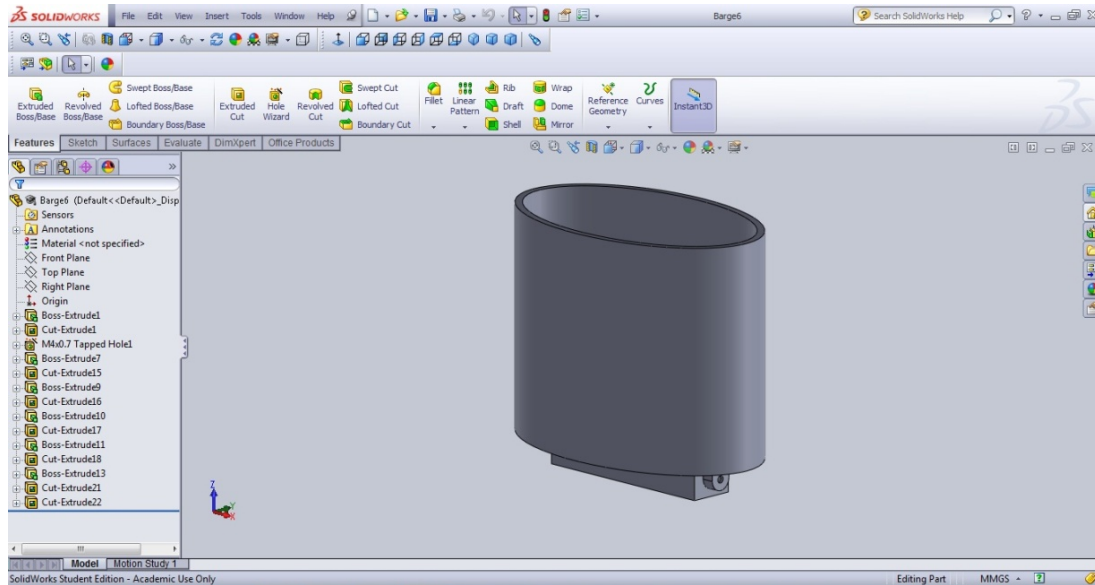 SOLIDWORKS File Edit View Insert Tools Window Help Barge6 Search SolidWorks Help
Extruded Boss/Base
Revolved Boss/Base
Swept Boss/Base
Lofted Boss/Base
Boundary Boss/Base
Extruded Cut
Hole Wizard
Revolved Cut
Swept Cut
Lofted Cut
Boundary Cut
Fillet
Linear Pattern
Rib
Draft
Shell
Wrap
Dome
Mirror
Reference Geometry
Curves
Instant3D
Features Sketch Surfaces Evaluate DimXpert Office Products
Barge6 (Default<<Default>_Disp
Sensors
Annotations
Material <not specified>
Front Plane
Top Plane
Right Plane
Origin
Boss-Extrude1
Cut-Extrude1
M4x0.7 Tapped Hole1
Boss-Extrude7
Cut-Extrude15
Boss-Extrude9
Cut-Extrude16
Boss-Extrude10
Cut-Extrude17
Boss-Extrude11
Cut-Extrude18
Boss-Extrude13
Cut-Extrude21
Cut-Extrude22
Z
Y
X
Model Motion Study 1
SolidWorks Student Edition - Academic Use Only Editing Part MMGS